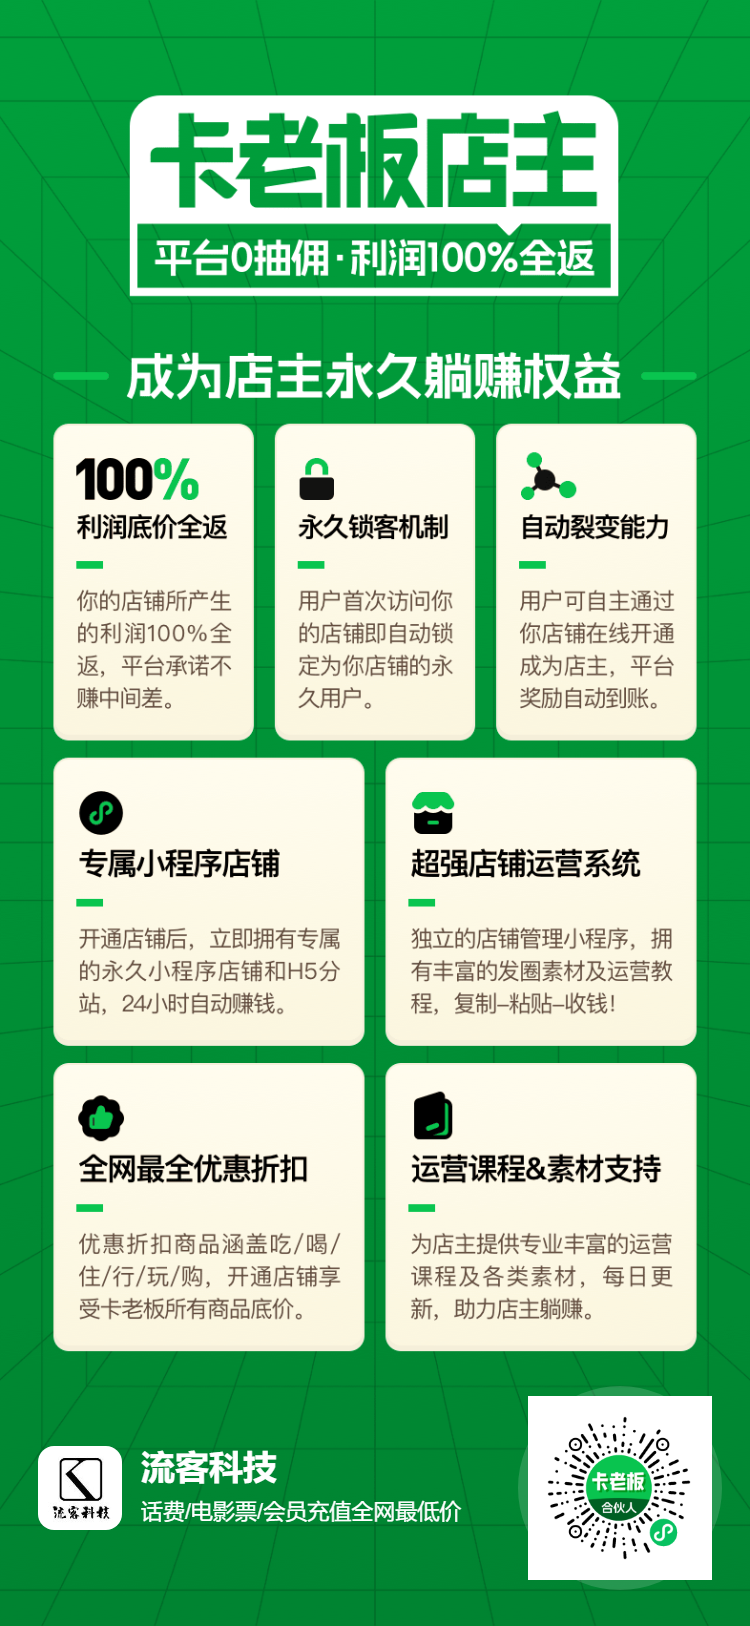 卡老板店主
平台0抽佣·利润100%全返
成为店主永久躺赚权益
100%
利润底价全返
你的店铺所产生
的利润100%全
返，平台承诺不
赚中间差。
永久锁客机制
用户首次访问你
的店铺即自动锁
定为你店铺的永
久用户。
自动裂变能力
用户可自主通过
你店铺在线开通
成为店主，平台
奖励自动到账。
专属小程序店铺
开通店铺后，立即拥有专属
的永久小程序店铺和H5分
站，24小时自动赚钱。
超强店铺运营系统
独立的店铺管理小程序，拥
有丰富的发圈素材及运营教
程，复制–粘贴–收钱！
全网最全优惠折扣
优惠折扣商品涵盖吃/喝/
住/行/玩/购，开通店铺享
受卡老板所有商品底价。
运营课程&素材支持
为店主提供专业丰富的运营
课程及各类素材，每日更
新，助力店主躺赚。
流客科技
流客科技
话费/电影票/会员充值全网最低价
卡老板
合伙人